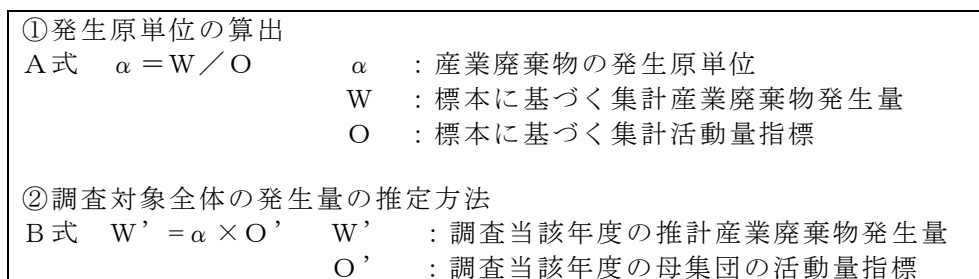 ①発生原単位の算出
A式 α=W/O α :産業廃棄物の発生原単位
W :標本に基づく集計産業廃棄物発生量
O :標本に基づく集計活動量指標
②調査対象全体の発生量の推定方法
B式 W’=α×O’ W’ :調査当該年度の推計産業廃棄物発生量
O’ :調査当該年度の母集団の活動量指標